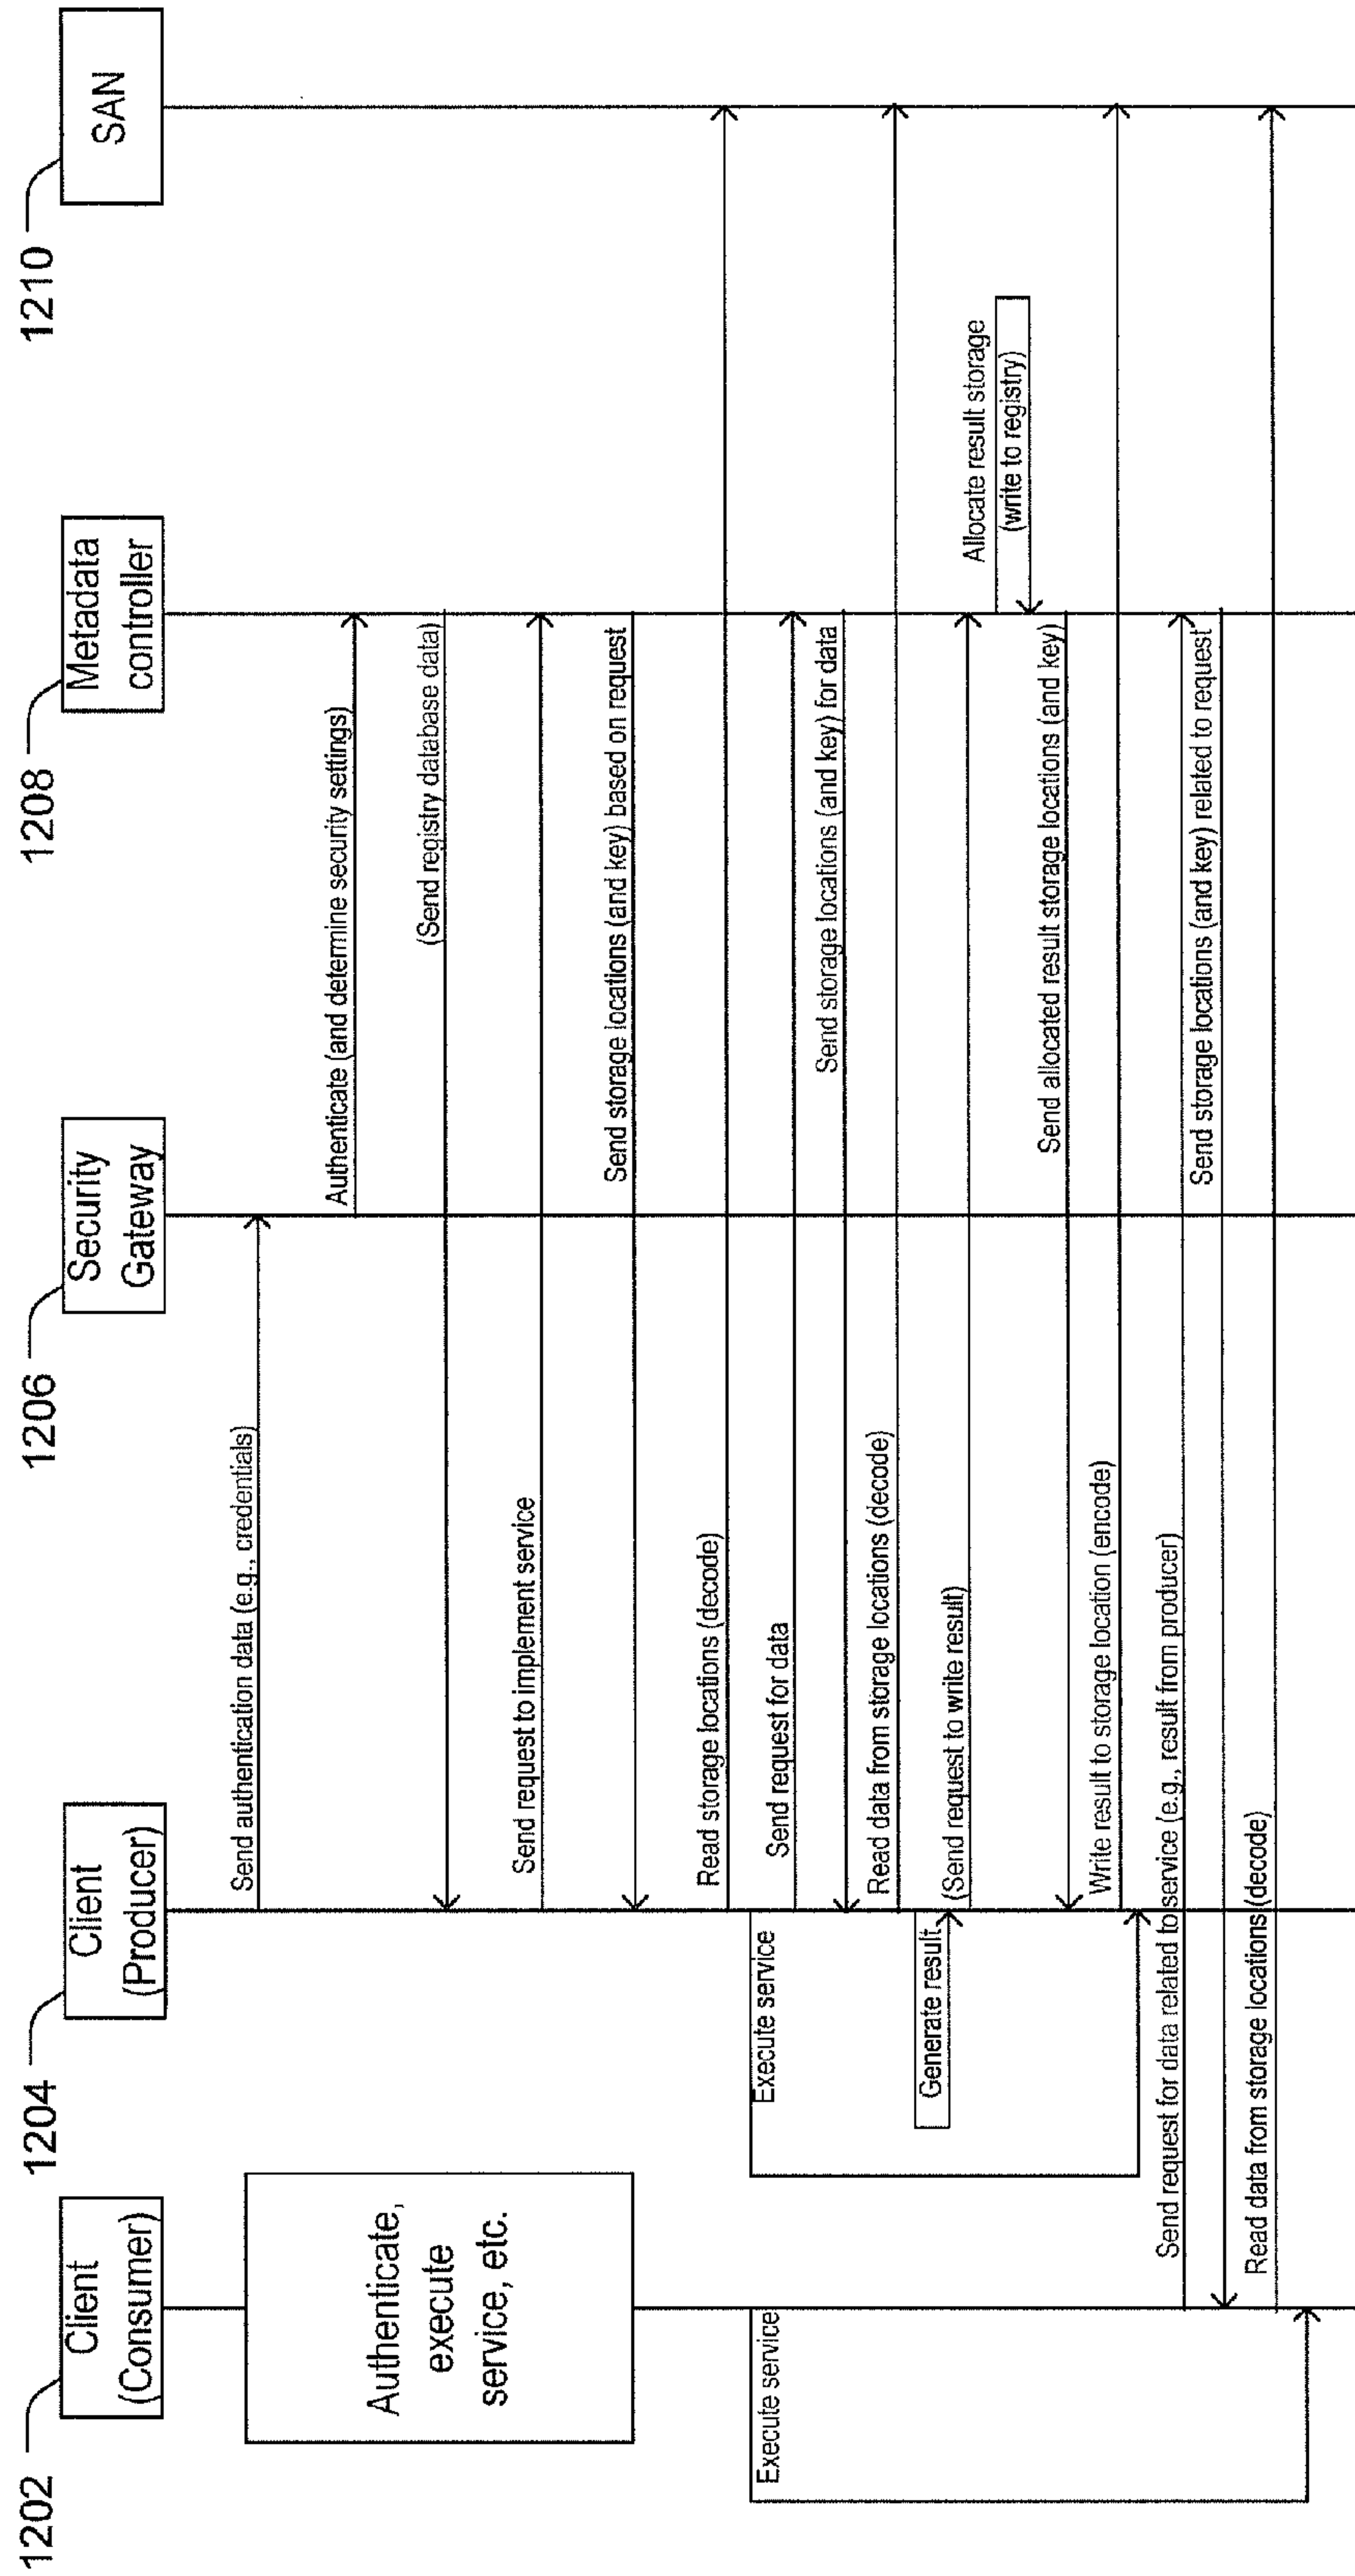 1202
Client
(Consumer)
1204
Client
(Producer)
1206
Security
Gateway
1208
Metadata
controller
1210
SAN
Authenticate,
execute
service, etc.
Send authentication data (e.g., credentials)
Authenticate (and determine security settings)
(Send registry database data)
Send request to implement service
Send storage locations (and key) based on request
Read storage locations (decode)
Execute service
Execute service
Send request for data
Send storage locations (and key) for data
Read data from storage locations (decode)
Generate result
(Send request to write result)
Allocate result storage
(write to registry)
Send allocated result storage locations (and key)
Write result to storage location (encode)
Send request for data related to service (e.g., result from producer)
Send storage locations (and key) related to request
Read data from storage locations (decode)